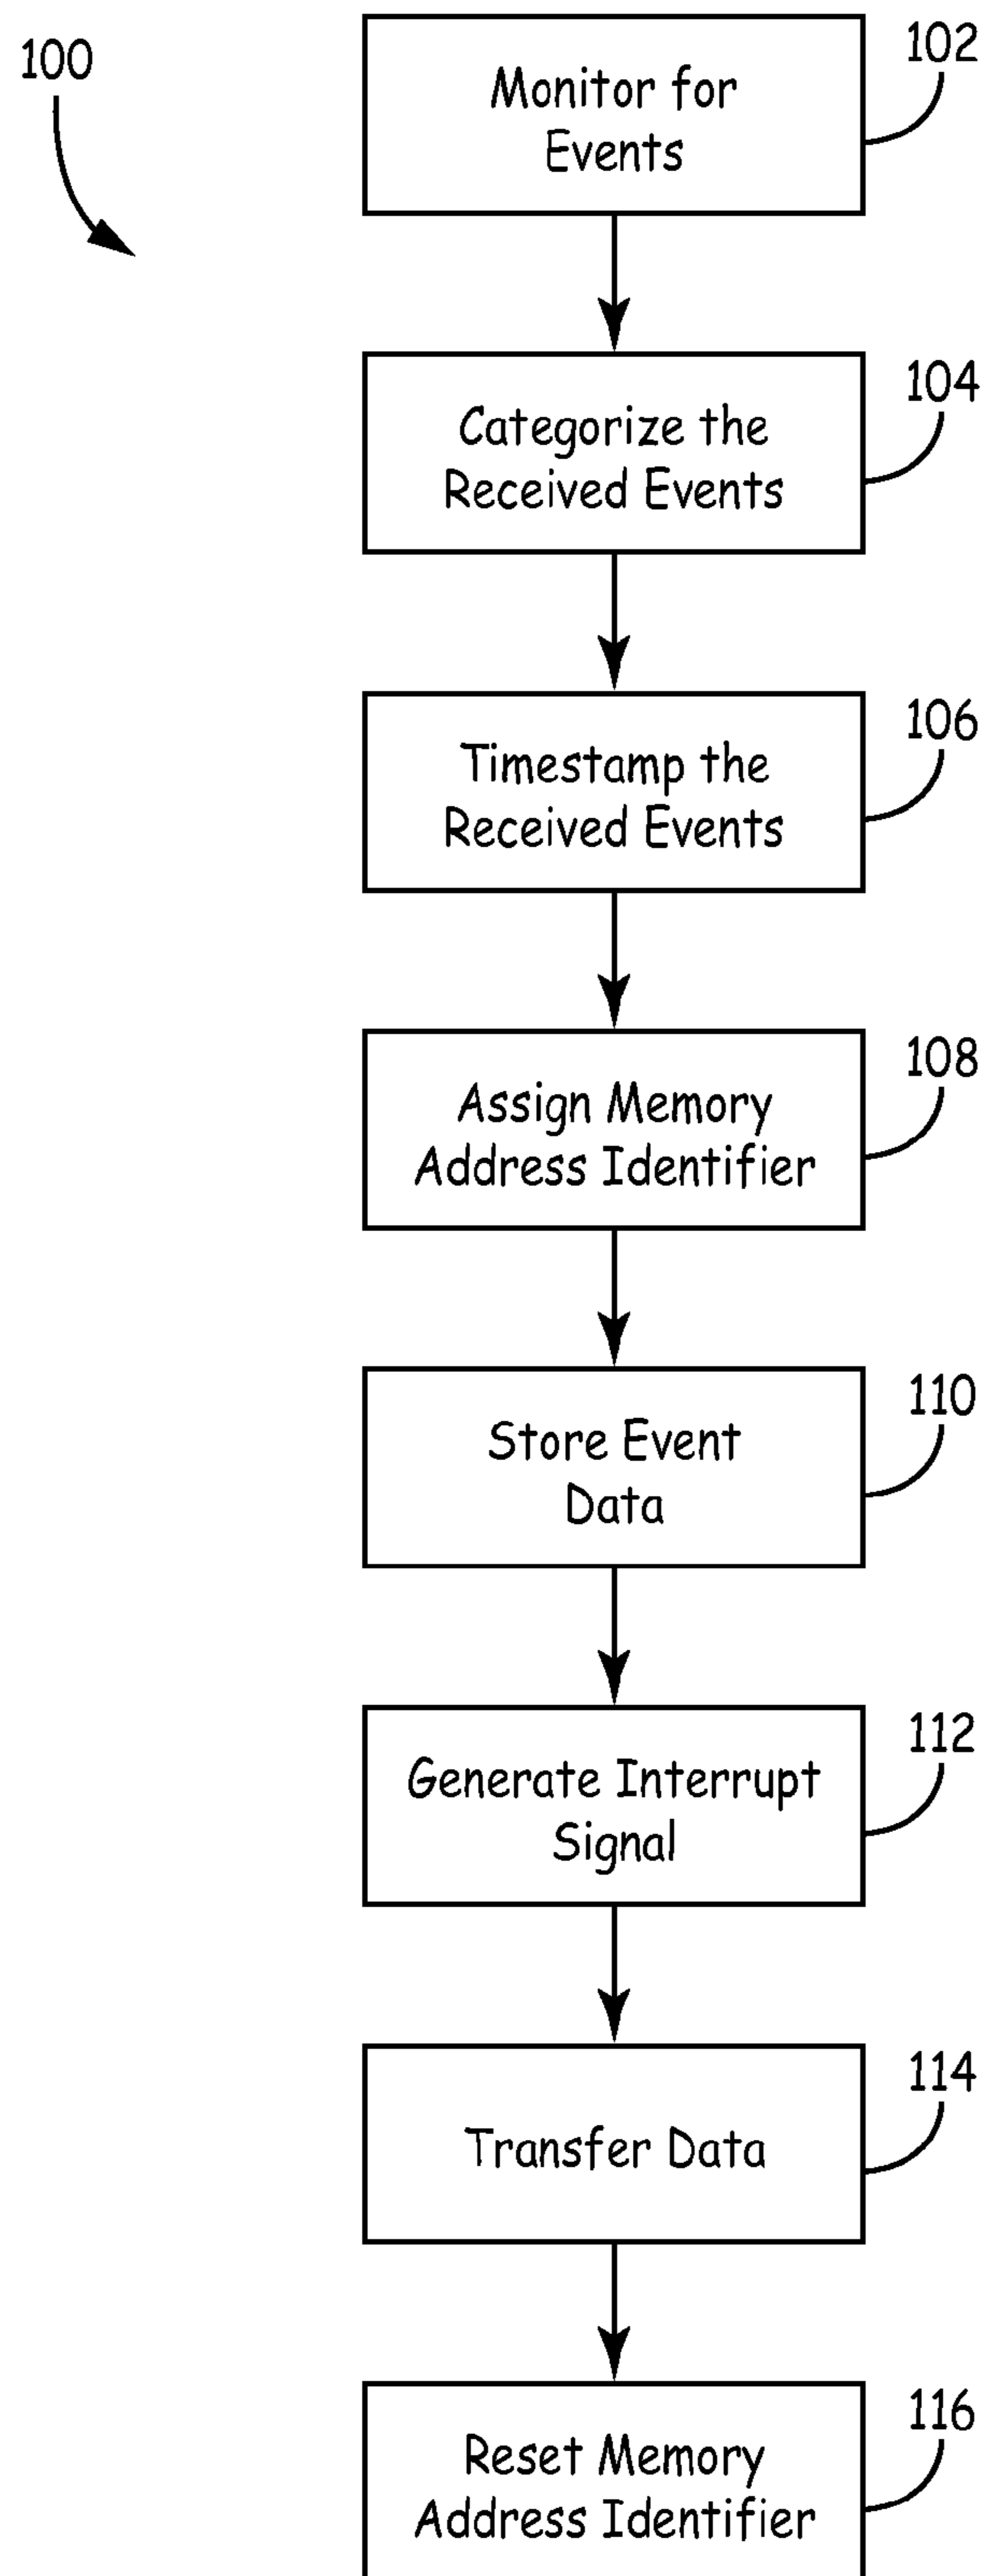 100
102
Monitor for
Events
104
Categorize the
Received Events
106
Timestamp the
Received Events
108
Assign Memory
Address Identifier
110
Store Event
Data
112
Generate Interrupt
Signal
114
Transfer Data
116
Reset Memory
Address Identifier